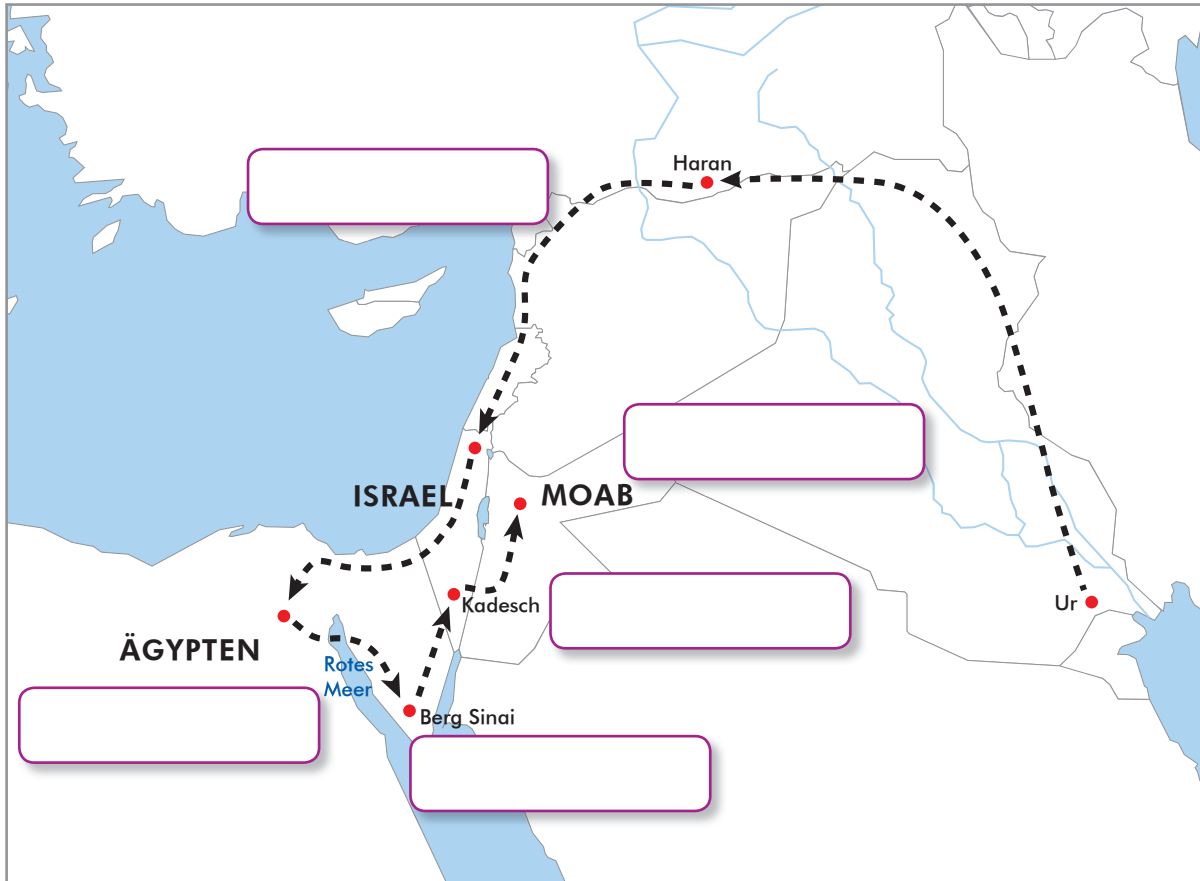 Haran
ISRAEL
MOAB
Kadesch
Ur
ÄGYPTEN
Rotes
Meer
Berg Sinai